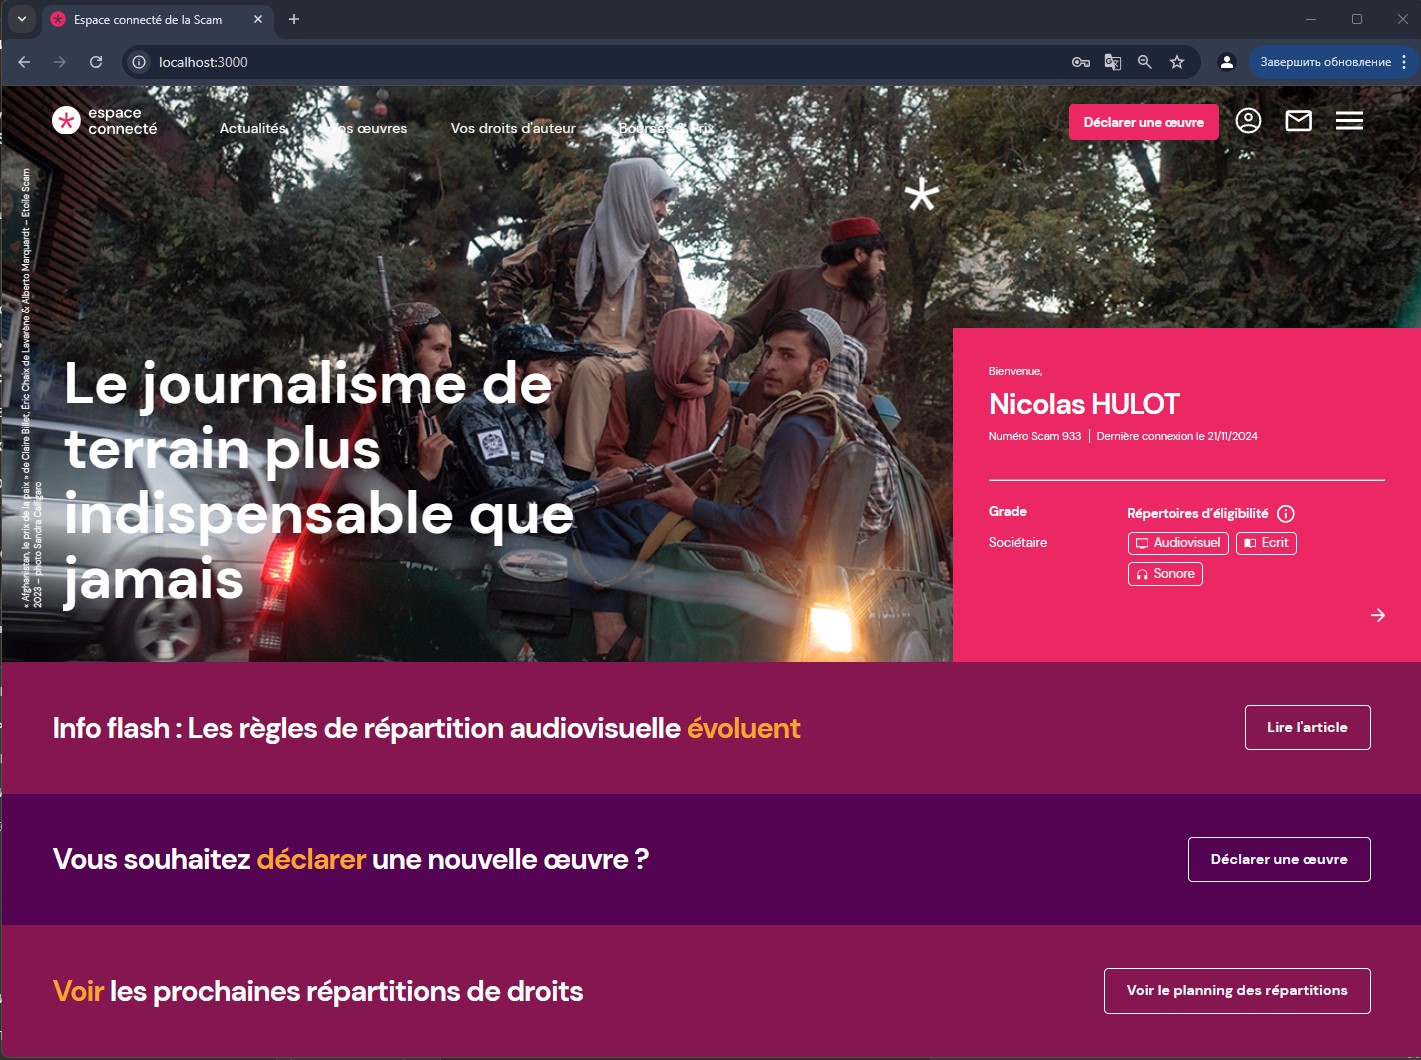 Espace connecté de la Scam
localhost:3000
Завершить обновление
espace
connecté
Actualités
Vos œuvres
Vos droits d'auteur
Bourses & Prix
Déclarer une œuvre
« Afghanistan, le prix de la paix » de Claire Billet, Eric Chaix de Lavarène & Alberto Marquardt – Etoile Scam
2023 – photo Sandra Calligaro
Le journalisme de
terrain plus
indispensable que
jamais
Bienvenue,
Nicolas HULOT
Numéro Scam 933 | Dernière connexion le 21/11/2024
Grade
Sociétaire
Répertoires d'éligibilité
Audiovisuel
Ecrit
Sonore
Info flash : Les règles de répartition audiovisuelle évoluent
Lire l'article
Vous souhaitez déclarer une nouvelle œuvre ?
Déclarer une œuvre
Voir les prochaines répartitions de droits
Voir le planning des répartitions